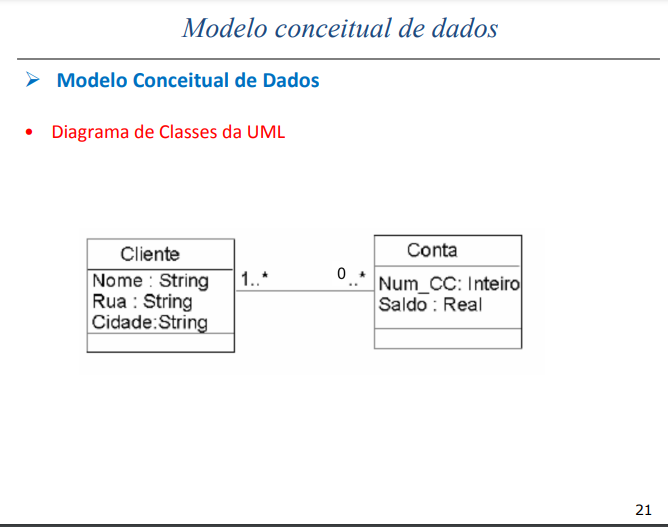 Modelo conceitual de dados
➢ Modelo Conceitual de Dados
• Diagrama de Classes da UML
Cliente
Nome : String
Rua : String
Cidade:String
1..*
0..*
Conta
Num_CC: Inteiro
Saldo : Real
21